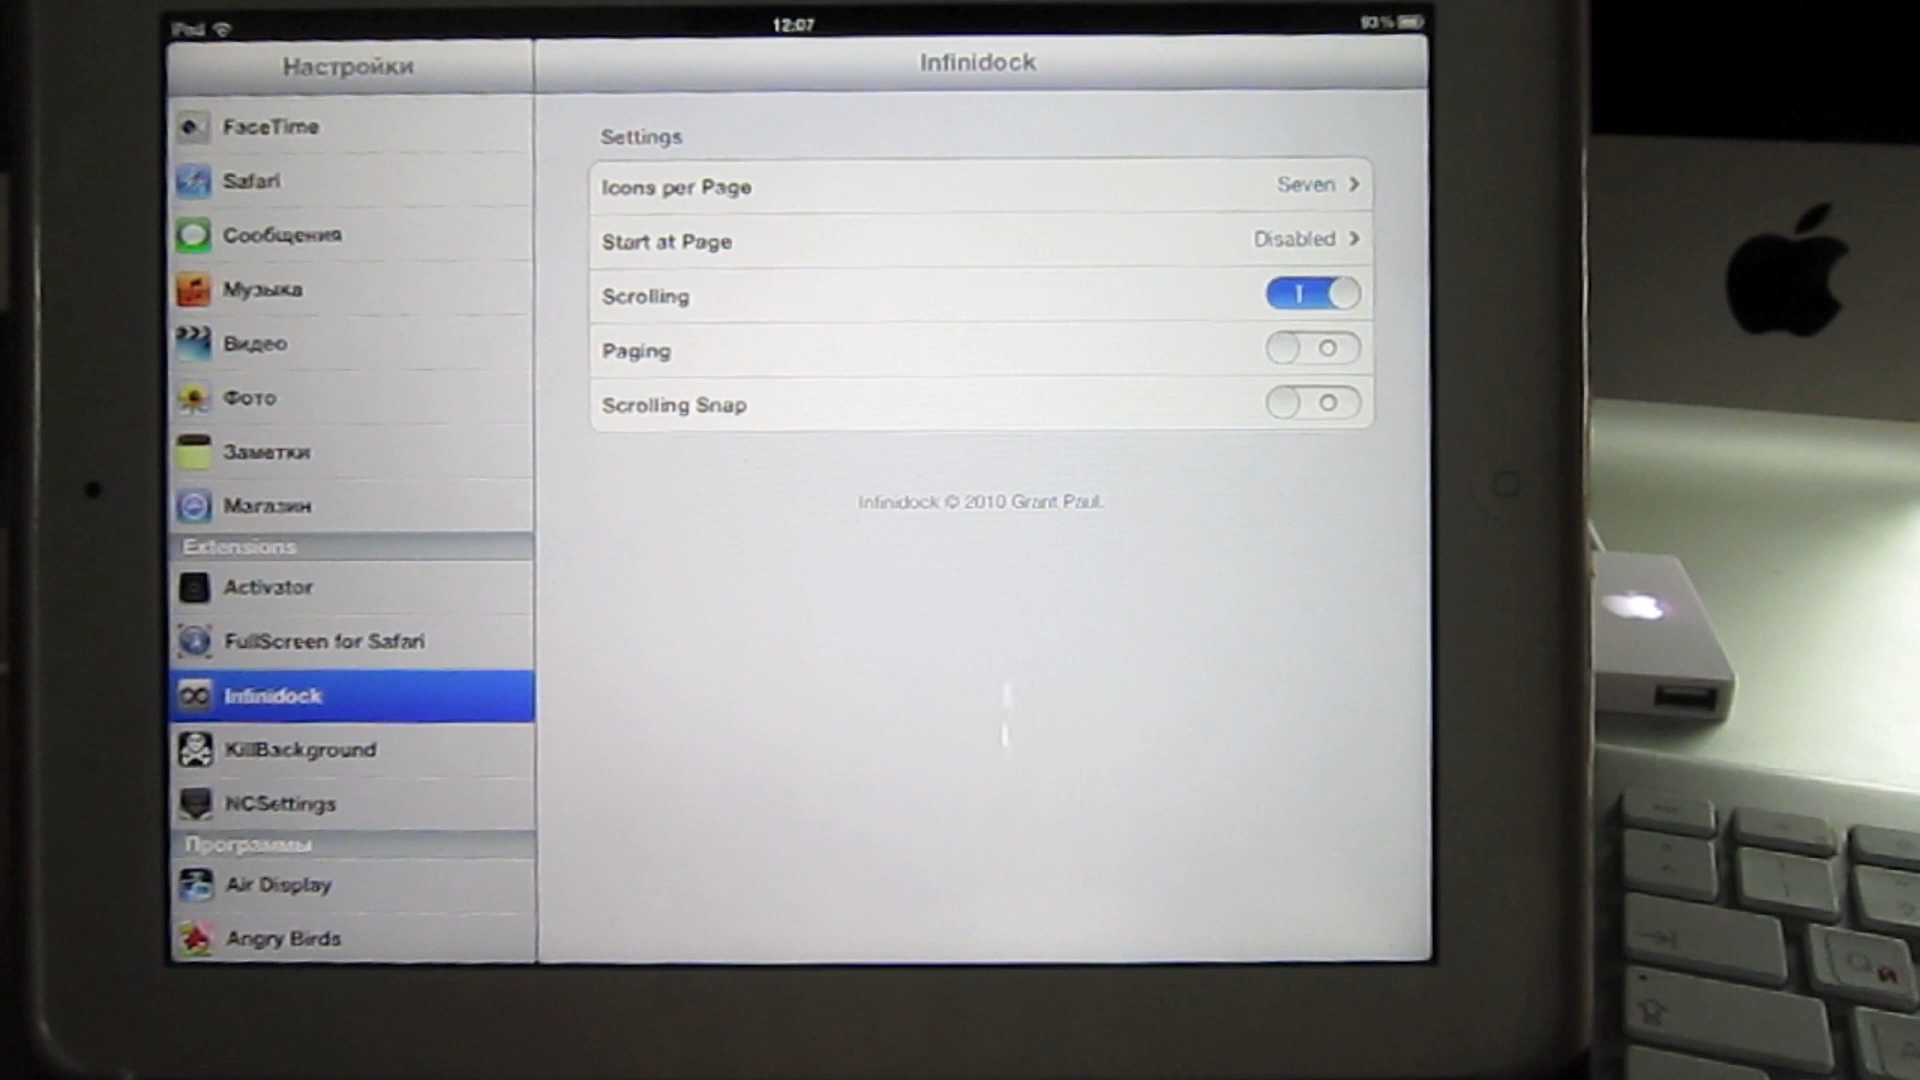 iPad
12:07
93%
Настройки
FaceTime
Safari
Сообщения
Музыка
Видео
Фото
Заметки
Магазин
Extensions
Activator
FullScreen for Safari
Infinidock
KillBackground
NCSettings
Программы
Air Display
Angry Birds
Infinidock
Settings
Icons per Page Seven
Start at Page Disabled
Scrolling
Paging
Scrolling Snap
Infinidock © 2010 Grant Paul.